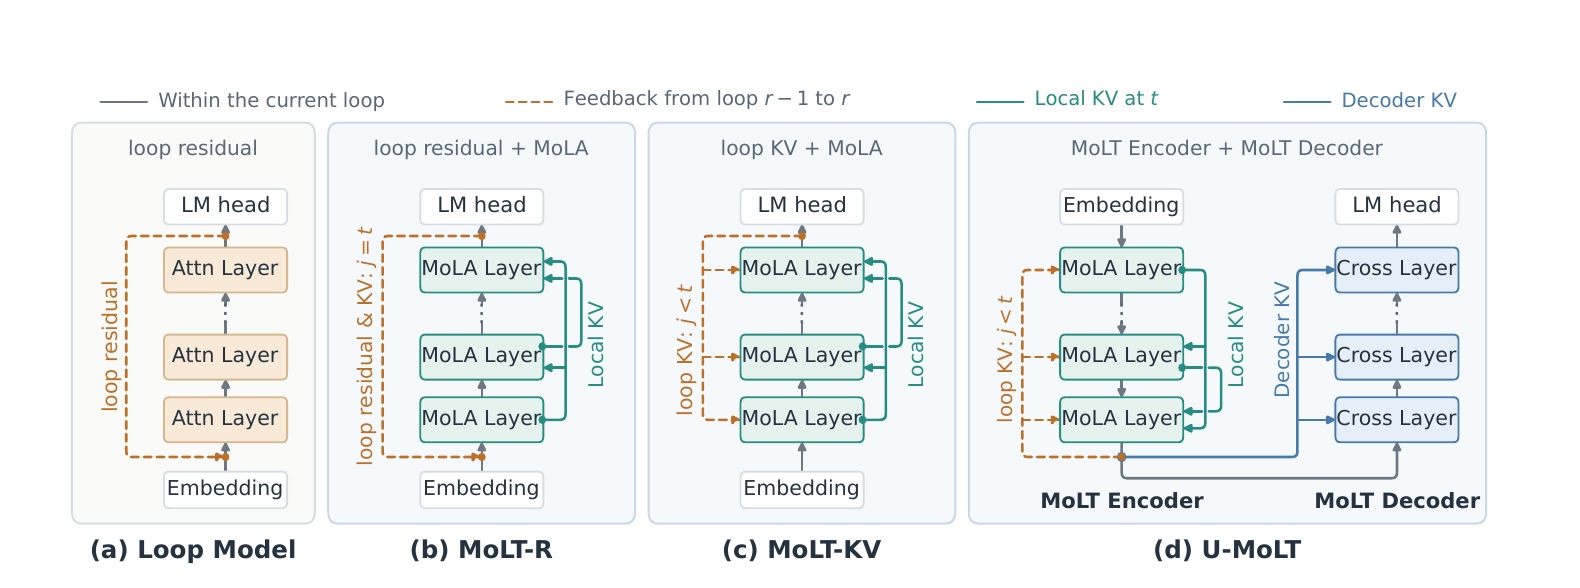 Within the current loop
Feedback from loop r − 1 to r
Local KV at t
Decoder KV
loop residual
LM head
Attn Layer
Attn Layer
Attn Layer
Embedding
loop residual
(a) Loop Model
loop residual + MoLA
LM head
MoLA Layer
MoLA Layer
MoLA Layer
Embedding
loop residual & KV: j = t
Local KV
(b) MoLT-R
loop KV + MoLA
LM head
MoLA Layer
MoLA Layer
MoLA Layer
Embedding
loop KV: j < t
Local KV
(c) MoLT-KV
MoLT Encoder + MoLT Decoder
Embedding
MoLA Layer
MoLA Layer
MoLA Layer
loop KV: j < t
Local KV
MoLT Encoder
Decoder KV
LM head
Cross Layer
Cross Layer
Cross Layer
MoLT Decoder
(d) U-MoLT